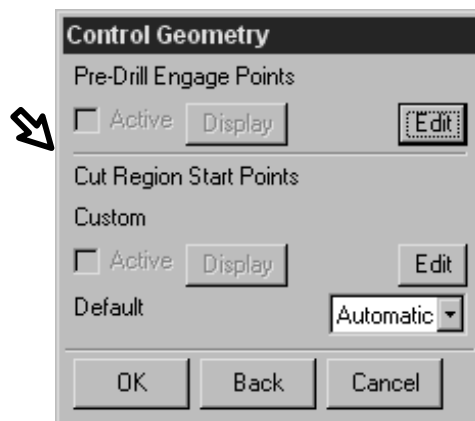 Control Geometry
Pre-Drill Engage Points
Active Display Edit
Cut Region Start Points
Custom
Active Display Edit
Default Automatic
OK Back Cancel